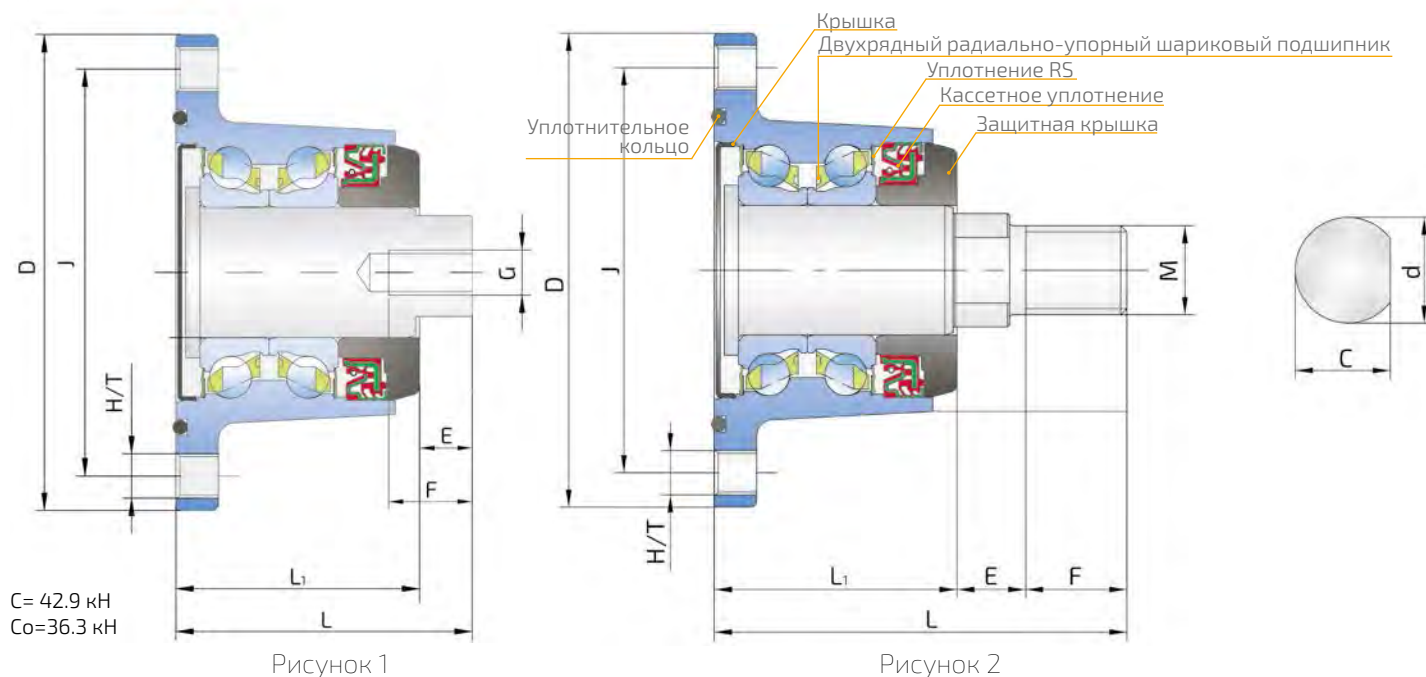 Крышка
Двухрядный радиально-упорный шариковый подшипник
Уплотнение RS
Кассетное уплотнение
Защитная крышка
Уплотнительное
кольцо
D
J
H/T
G
E
F
L₁
L
C= 42.9 кН
Co=36.3 кН
Рисунок 1
D
J
H/T
M
L₁
E
F
L
Рисунок 2
d
C